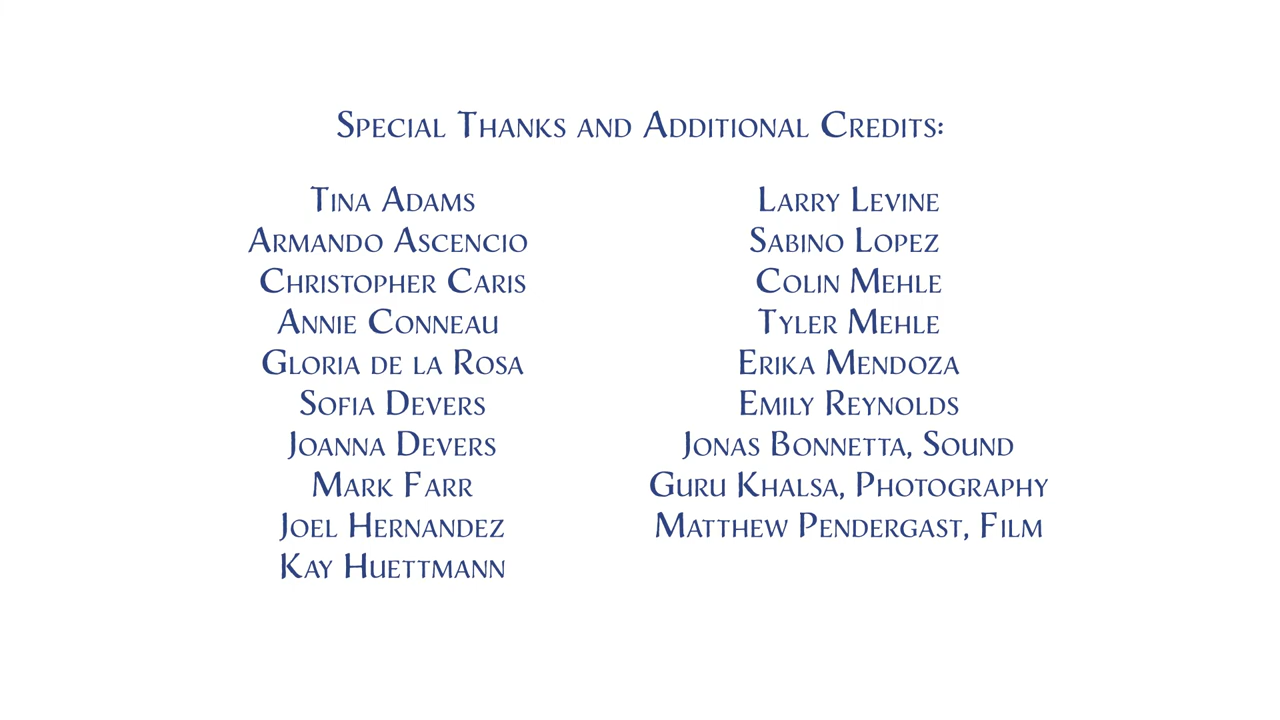 Special Thanks and Additional Credits:
Tina Adams
Armando Ascencio
Christopher Caris
Annie Conneau
Gloria de la Rosa
Sofia Devers
Joanna Devers
Mark Farr
Joel Hernandez
Kay Huettmann
Larry Levine
Sabino Lopez
Colin Mehle
Tyler Mehle
Erika Mendoza
Emily Reynolds
Jonas Bonnetta, Sound
Guru Khalsa, Photography
Matthew Pendergast, Film